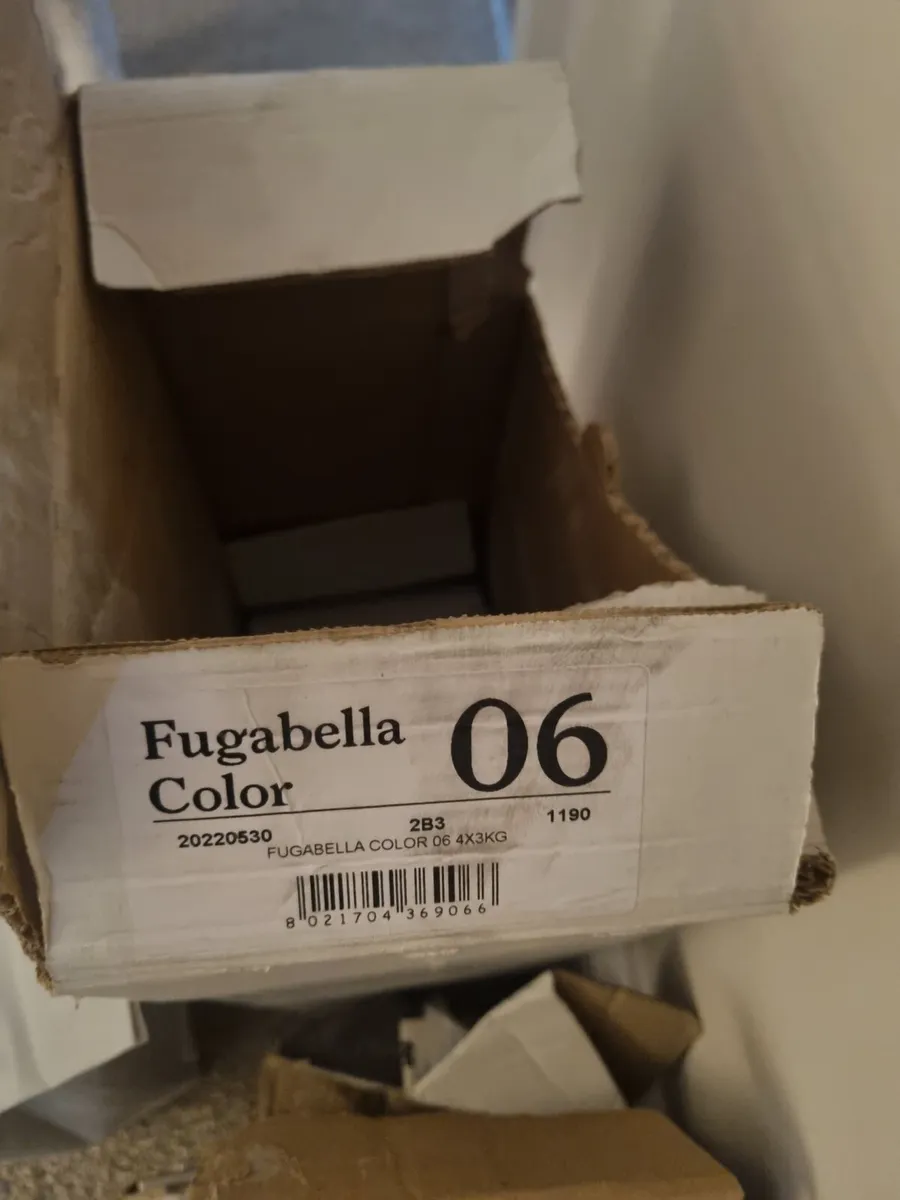 Fugabella
Color
06
20220530 2B3 1190
FUGABELLA COLOR 06 4X3KG
8 021704 369066